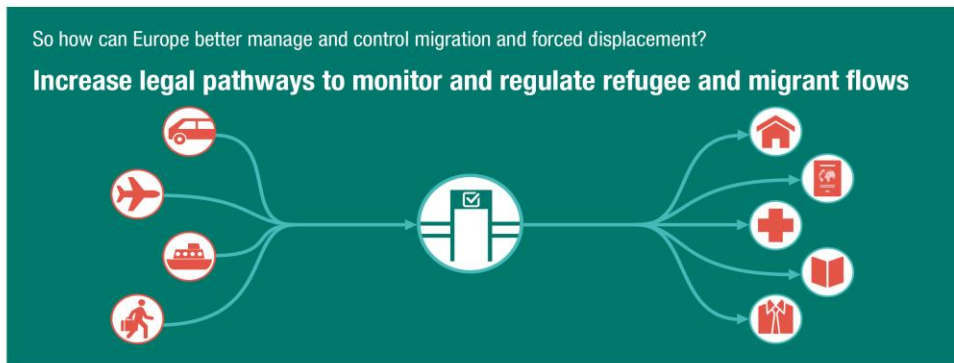 So how can Europe better manage and control migration and forced displacement?
Increase legal pathways to monitor and regulate refugee and migrant flows